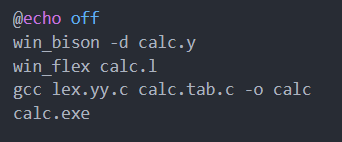 @echo off
win_bison -d calc.y
win_flex calc.l
gcc lex.yy.c calc.tab.c -o calc
calc.exe